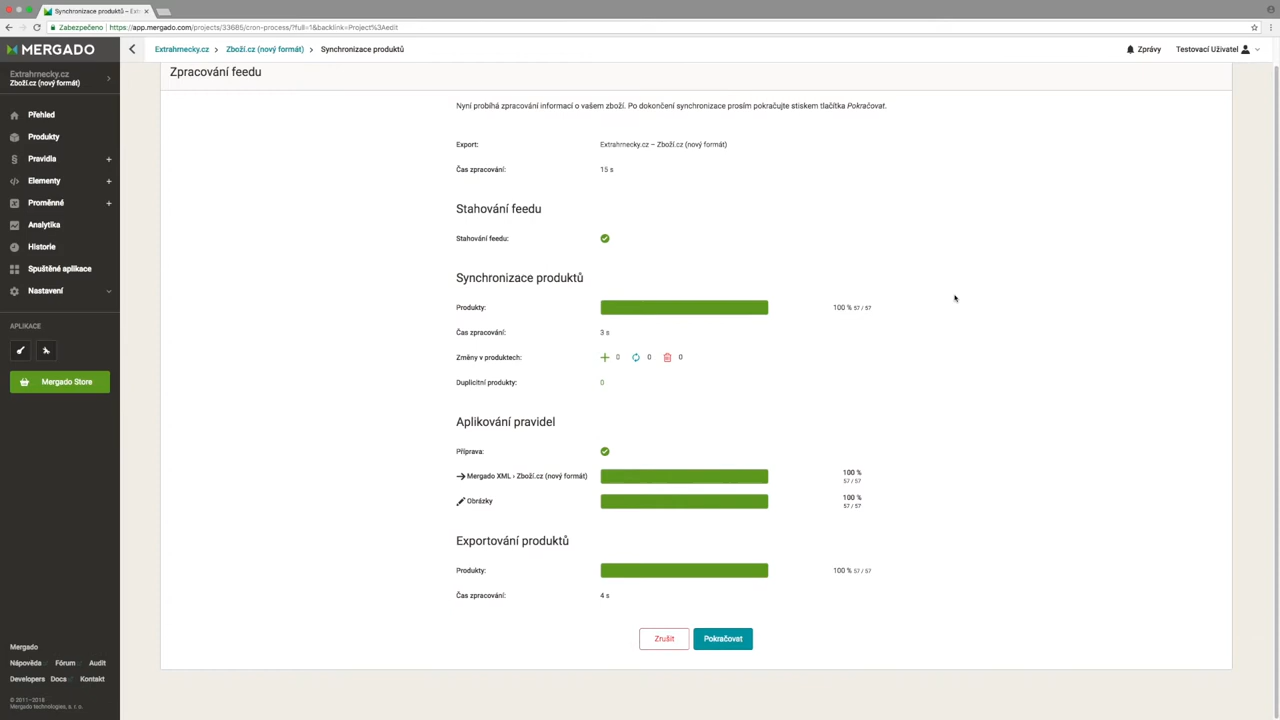 Synchronizace produktů – Ext
Zabezpečeno | https://app.mergado.com/projects/33685/cron-process/?full=1&backlink=Project%3Aedit
MERGADO
Extrahrnecky.cz > Zboží.cz (nový formát) > Synchronizace produktů
Zprávy
Testovací Uživatel
Extrahrnecky.cz
Zboží.cz (nový formát)
Přehled
Produkty
Pravidla +
Elementy +
Proměnné +
Analytika
Historie
Spuštěné aplikace
Nastavení
APLIKACE
Mergado Store
Mergado
Nápověda Fórum Audit
Developers Docs Kontakt
© 2011–2018
Mergado technologies, s. r. o.
Zpracování feedu
Nyní probíhá zpracování informací o vašem zboží. Po dokončení synchronizace prosím pokračujte stiskem tlačítka Pokračovat.
Export: Extrahrnecky.cz – Zboží.cz (nový formát)
Čas zpracování: 15 s
Stahování feedu
Stahování feedu:
Synchronizace produktů
Produkty: 100 % 57 / 57
Čas zpracování: 3 s
Změny v produktech: 0 0 0
Duplicitní produkty: 0
Aplikování pravidel
Příprava:
Mergado XML › Zboží.cz (nový formát) 100 %
57 / 57
Obrázky 100 %
57 / 57
Exportování produktů
Produkty: 100 % 57 / 57
Čas zpracování: 4 s
Zrušit Pokračovat